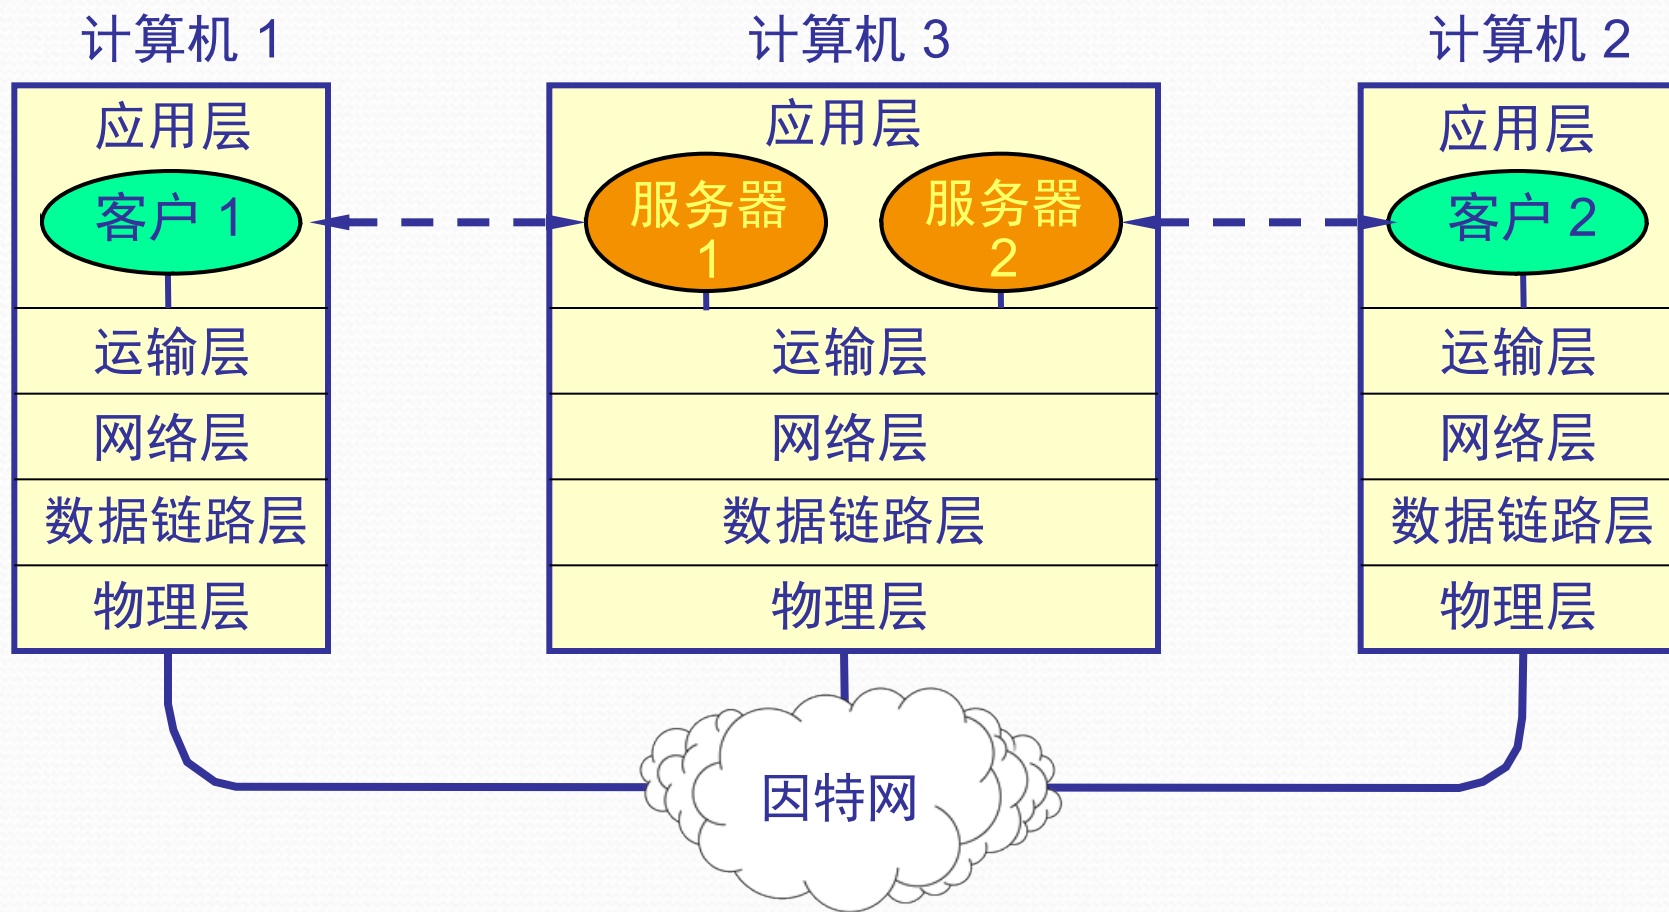 计算机 1
应用层
客户 1
运输层
网络层
数据链路层
物理层
计算机 3
应用层
服务器
1
服务器
2
运输层
网络层
数据链路层
物理层
计算机 2
应用层
客户 2
运输层
网络层
数据链路层
物理层
因特网